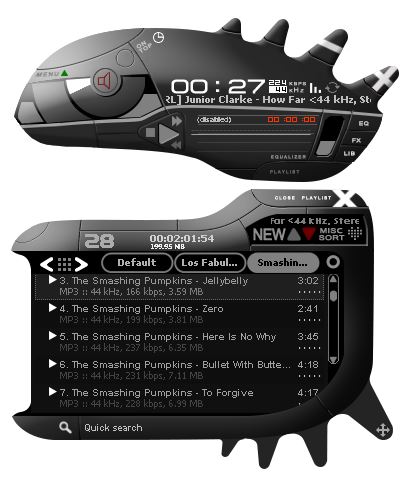 ON TOP
MENU
00:27 224 KBPS 44 KHZ
RL] Junior Clarke - How Far <44 kHz, St
(disabled) 00:00:00
EQ
FX
LIB
EQUALIZER
PLAYLIST
CLOSE PLAYLIST X
Far <44 kHz, Stere
28 00:00:2:01:54
199.95 MB
NEW MISC SORT
Default Los Fabul... Smashin...
3. The Smashing Pumpkins - Jellybelly 3:02
MP3 :: 44 kHz, 166 kbps, 3.59 MB
4. The Smashing Pumpkins - Zero 2:41
MP3 :: 44 kHz, 199 kbps, 3.81 MB
5. The Smashing Pumpkins - Here Is No Why 3:45
MP3 :: 44 kHz, 237 kbps, 6.35 MB
6. The Smashing Pumpkins - Bullet With Butte... 4:18
MP3 :: 44 kHz, 231 kbps, 7.11 MB
7. The Smashing Pumpkins - To Forgive 4:17
MP3 :: 44 kHz, 228 kbps, 6.99 MB
Quick search